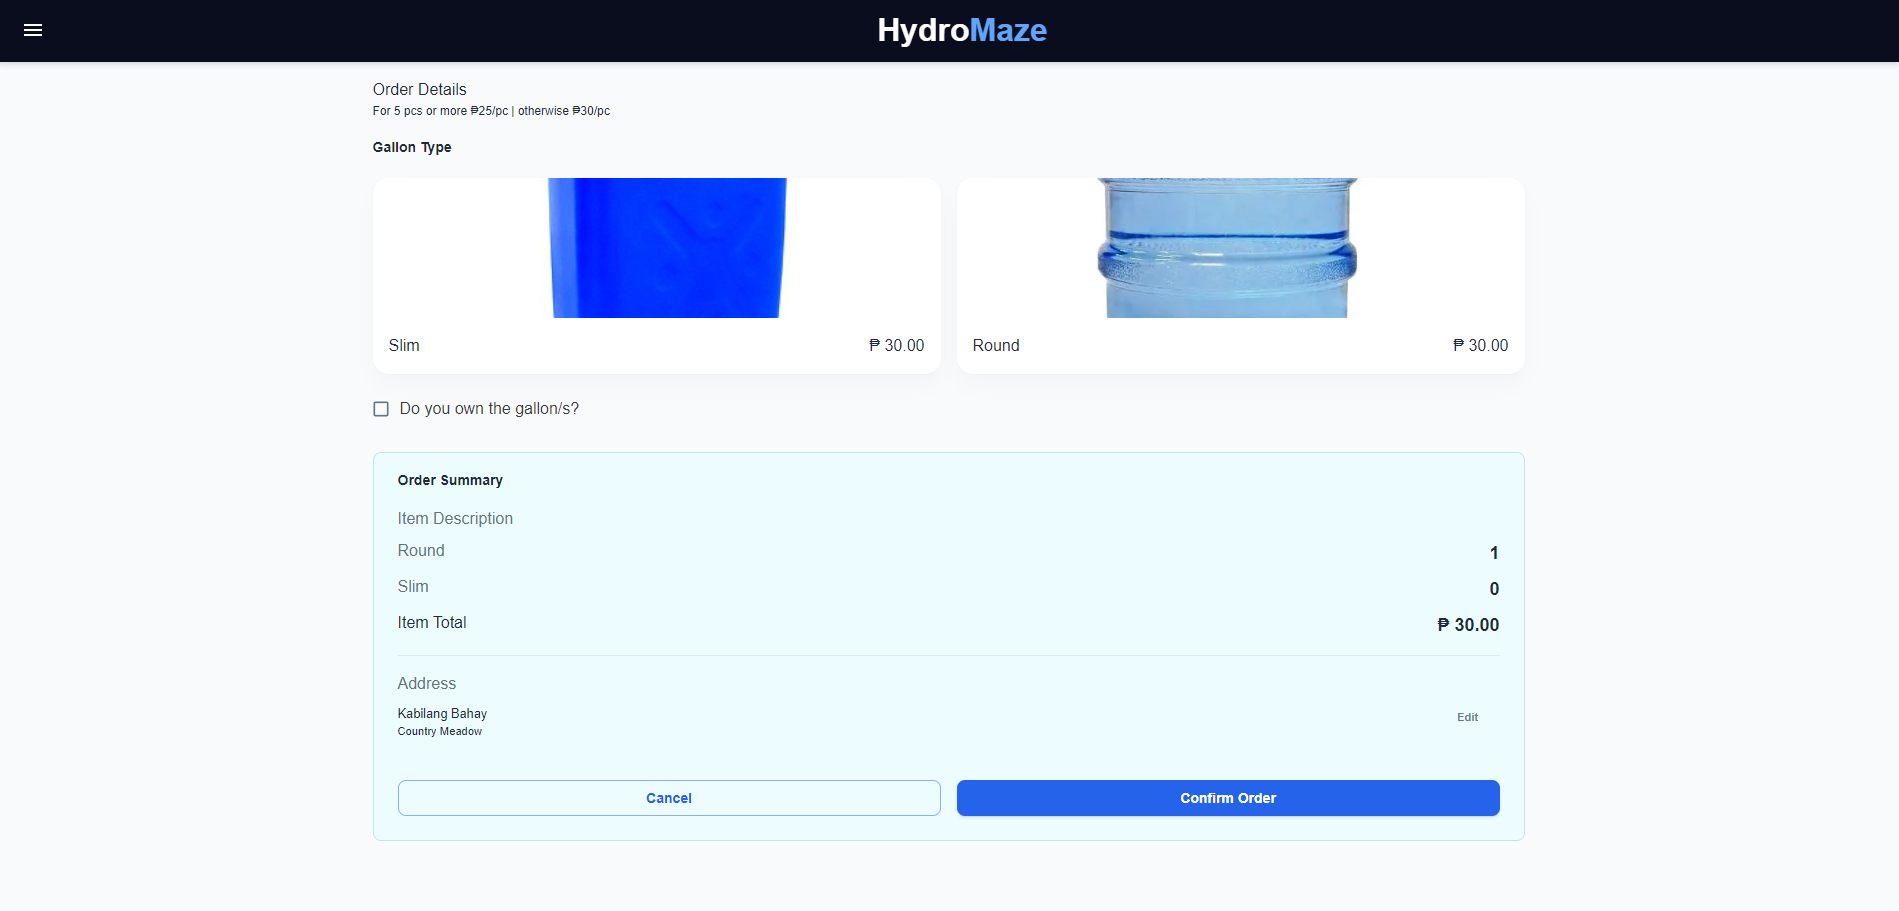 HydroMaze
Order Details
For 5 pcs or more ₱25/pc | otherwise ₱30/pc
Gallon Type
Slim ₱ 30.00
Round ₱ 30.00
Do you own the gallon/s?
Order Summary
Item Description
Round 1
Slim 0
Item Total ₱ 30.00
Address
Kabilang Bahay
Country Meadow
Edit
Cancel
Confirm Order